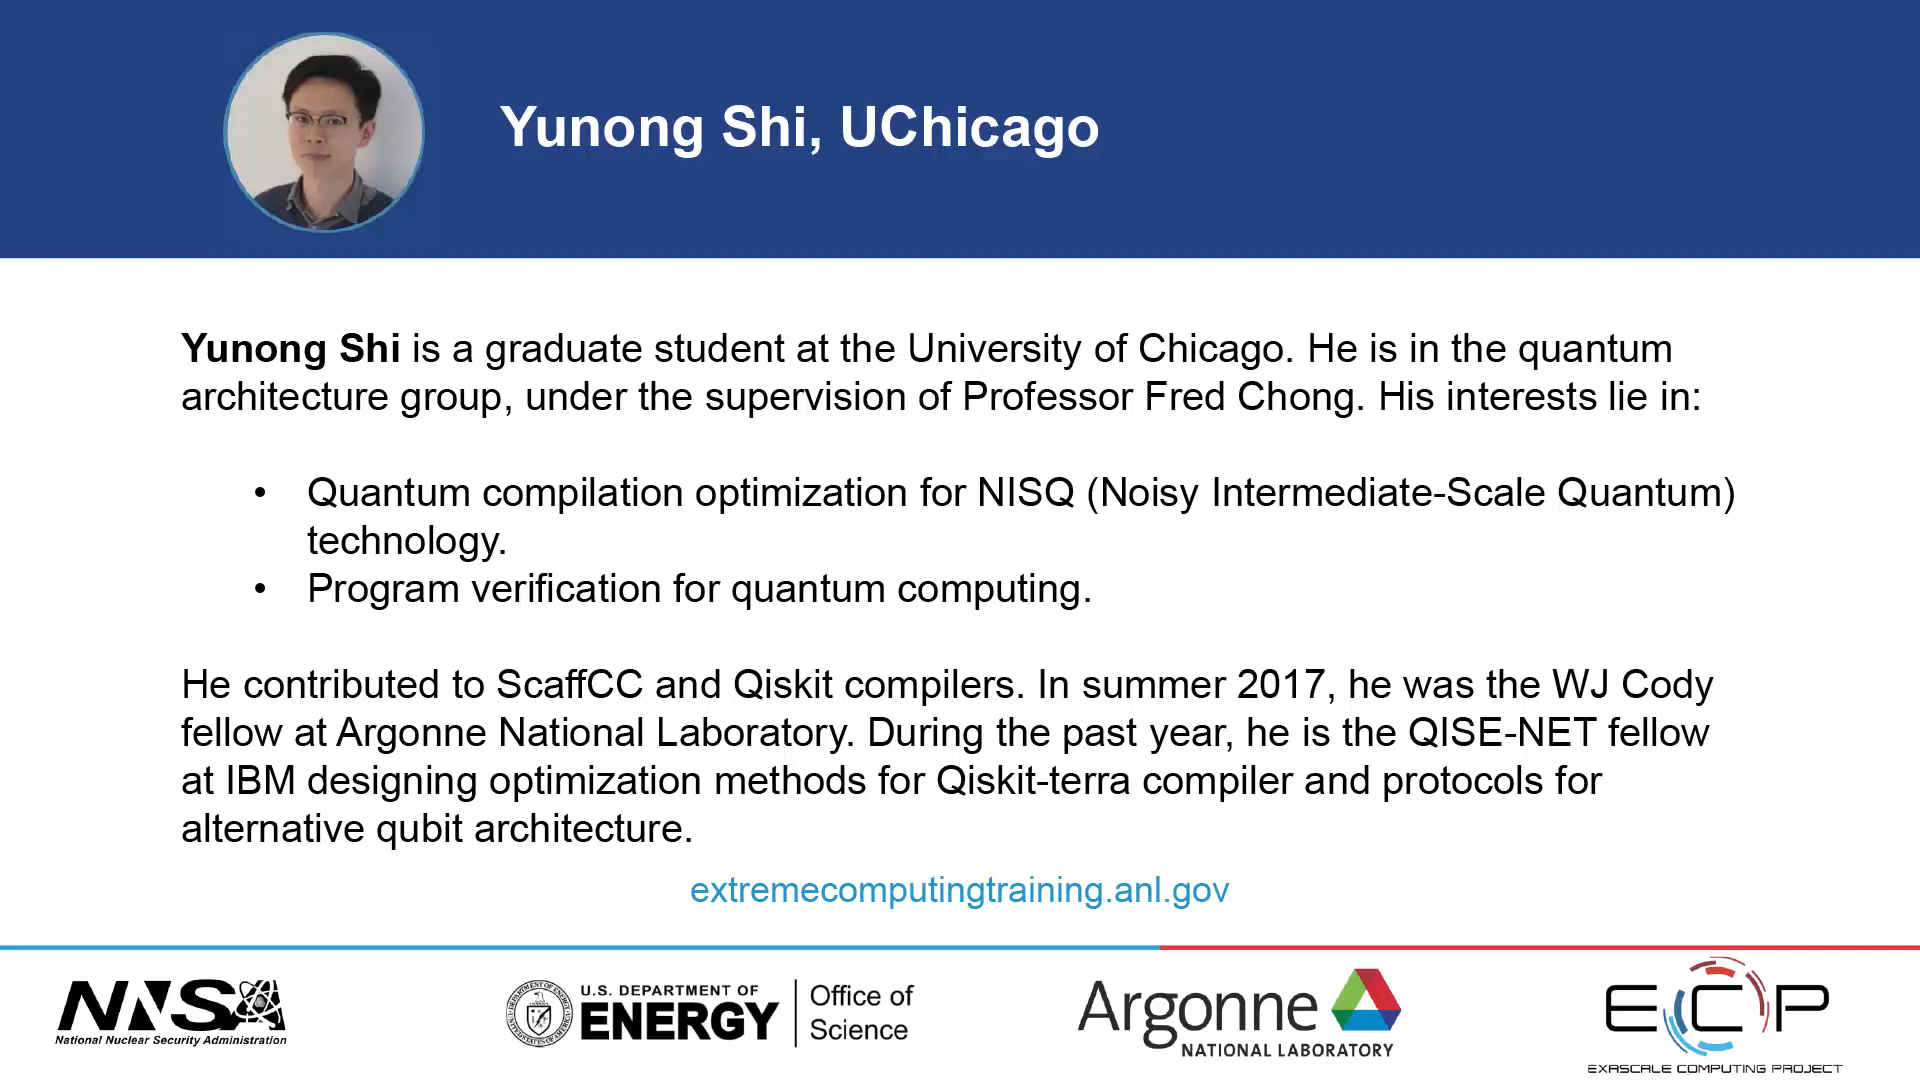 Yunong Shi, UChicago
Yunong Shi is a graduate student at the University of Chicago. He is in the quantum
architecture group, under the supervision of Professor Fred Chong. His interests lie in:
• Quantum compilation optimization for NISQ (Noisy Intermediate-Scale Quantum)
technology.
• Program verification for quantum computing.
He contributed to ScaffCC and Qiskit compilers. In summer 2017, he was the WJ Cody
fellow at Argonne National Laboratory. During the past year, he is the QISE-NET fellow
at IBM designing optimization methods for Qiskit-terra compiler and protocols for
alternative qubit architecture.
extremecomputingtraining.anl.gov
NNSA
National Nuclear Security Administration
U.S. DEPARTMENT OF
ENERGY
Office of
Science
Argonne
NATIONAL LABORATORY
ECP
EXASCALE COMPUTING PROJECT